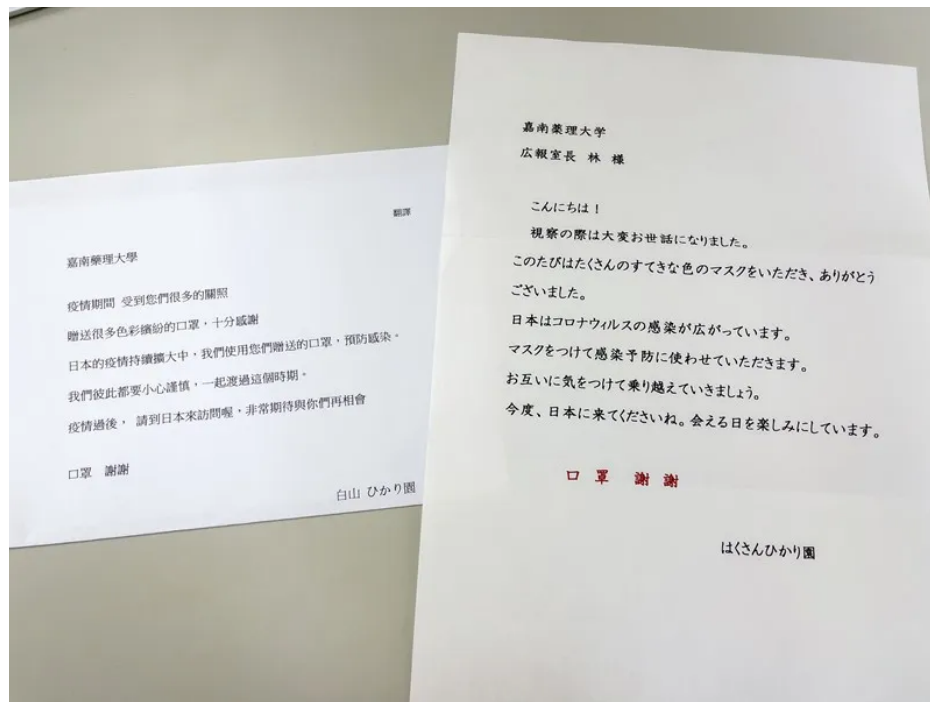 翻譯
嘉南藥理大學
疫情期間 受到您們很多的關照
贈送很多色彩繽紛的口罩，十分感謝
日本的疫情持續擴大中，我們使用您們贈送的口罩，預防感染。
我們彼此都要小心謹慎，一起渡過這個時期。
疫情過後， 請到日本來訪問喔，非常期待與你們再相會
口罩 謝謝
白山 ひかり園
嘉南薬理大学
広報室長 林 様
こんにちは！
視察の際は大変お世話になりました。
このたびはたくさんのすてきな色のマスクをいただき、ありがとう
ございました。
日本はコロナウィルスの感染が広がっています。
マスクをつけて感染予防に使わせていただきます。
お互いに気をつけて乗り越えていきましょう。
今度、日本に来てくださいね。会える日を楽しみにしています。
口 罩 謝 謝
はくさんひかり園